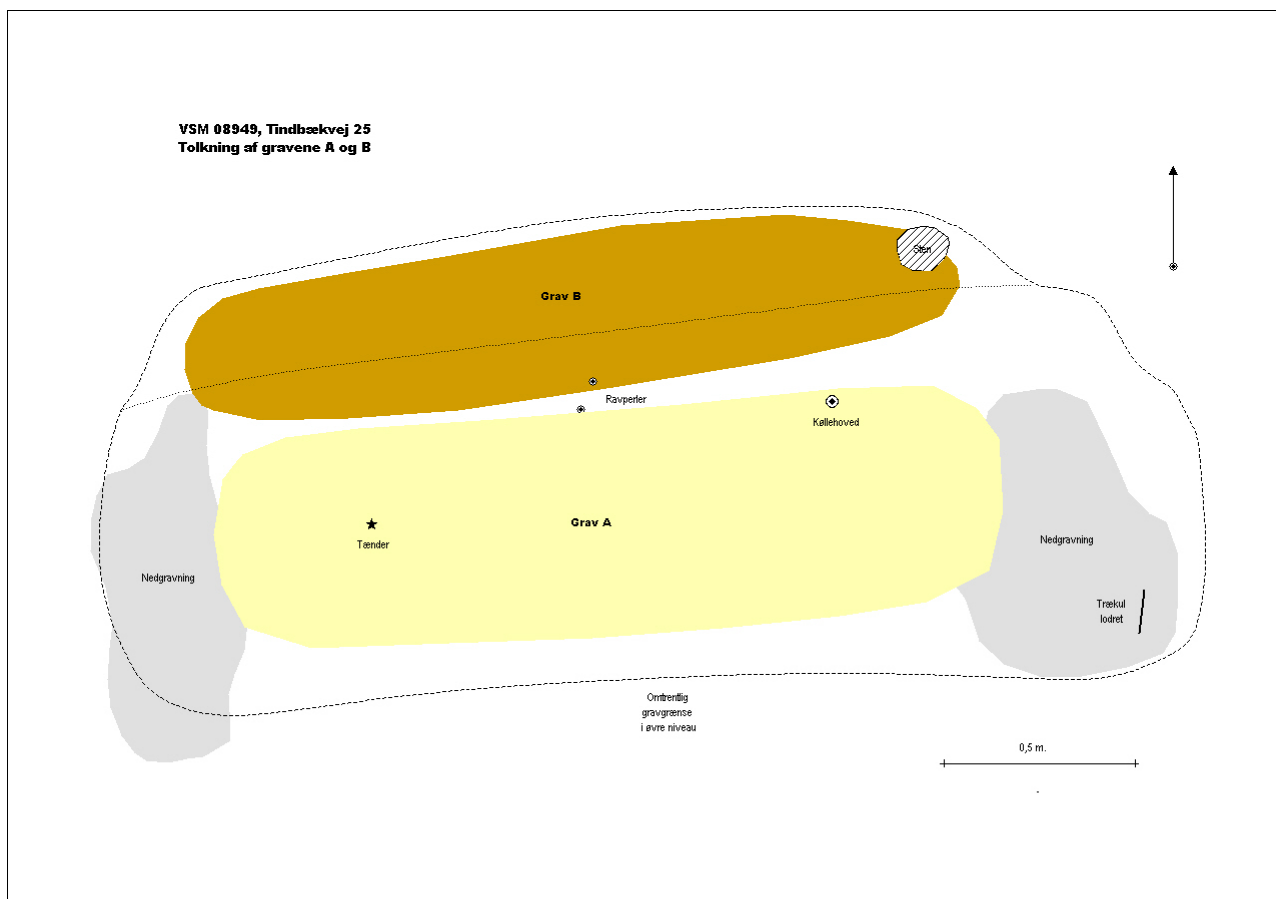 VSM 08949, Tindbækvej 25
Tolkning af gravene A og B
Sten
Grav B
Ravperler
Køllehoved
Grav A
Tænder
Nedgravning
Nedgravning
Trækul
lodret
Omtrentlig
gravgrænse
i øvre niveau
0,5 m.